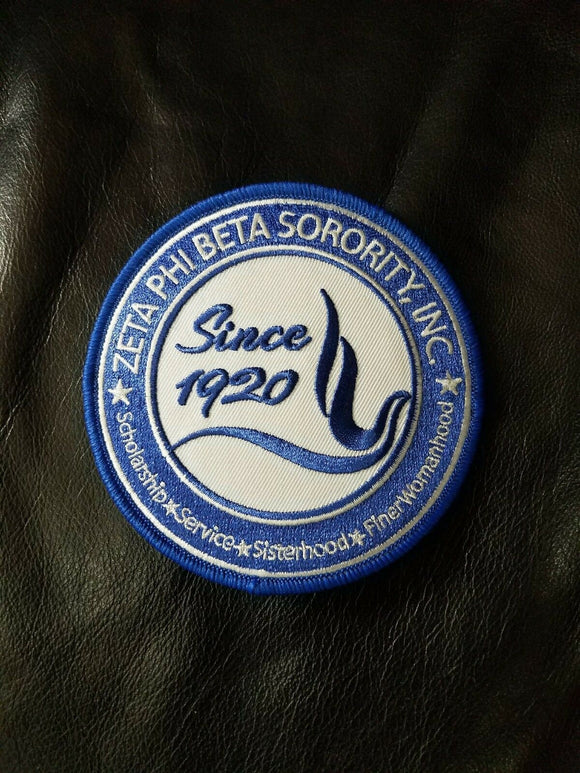 ZETA PHI BETA SORORITY, INC.
Since
1920
Scholarship★Service★Sisterhood★FinerWomanhood